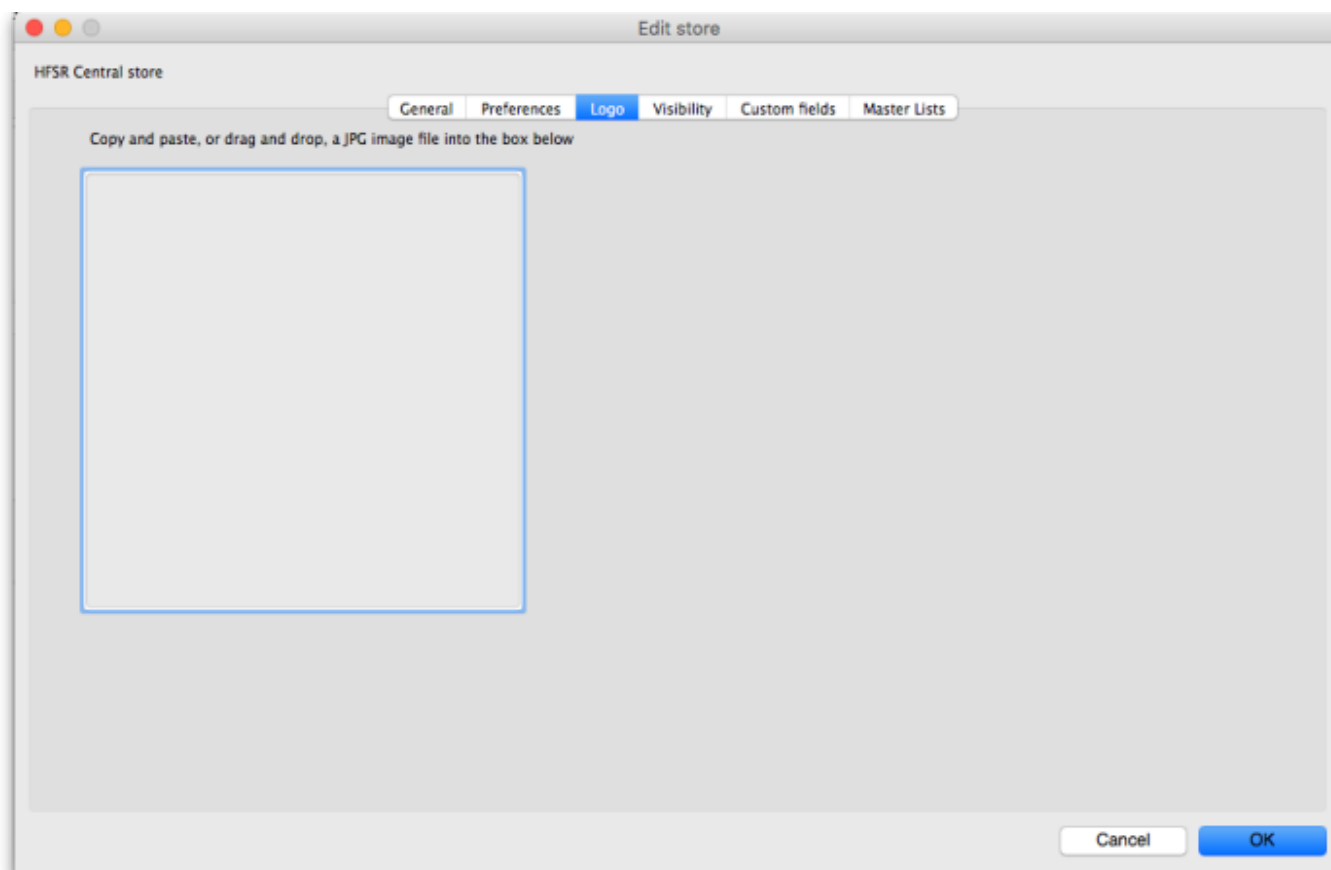 Edit store
HFSR Central store
General Preferences Logo Visibility Custom fields Master Lists
Copy and paste, or drag and drop, a JPG image file into the box below
Cancel OK